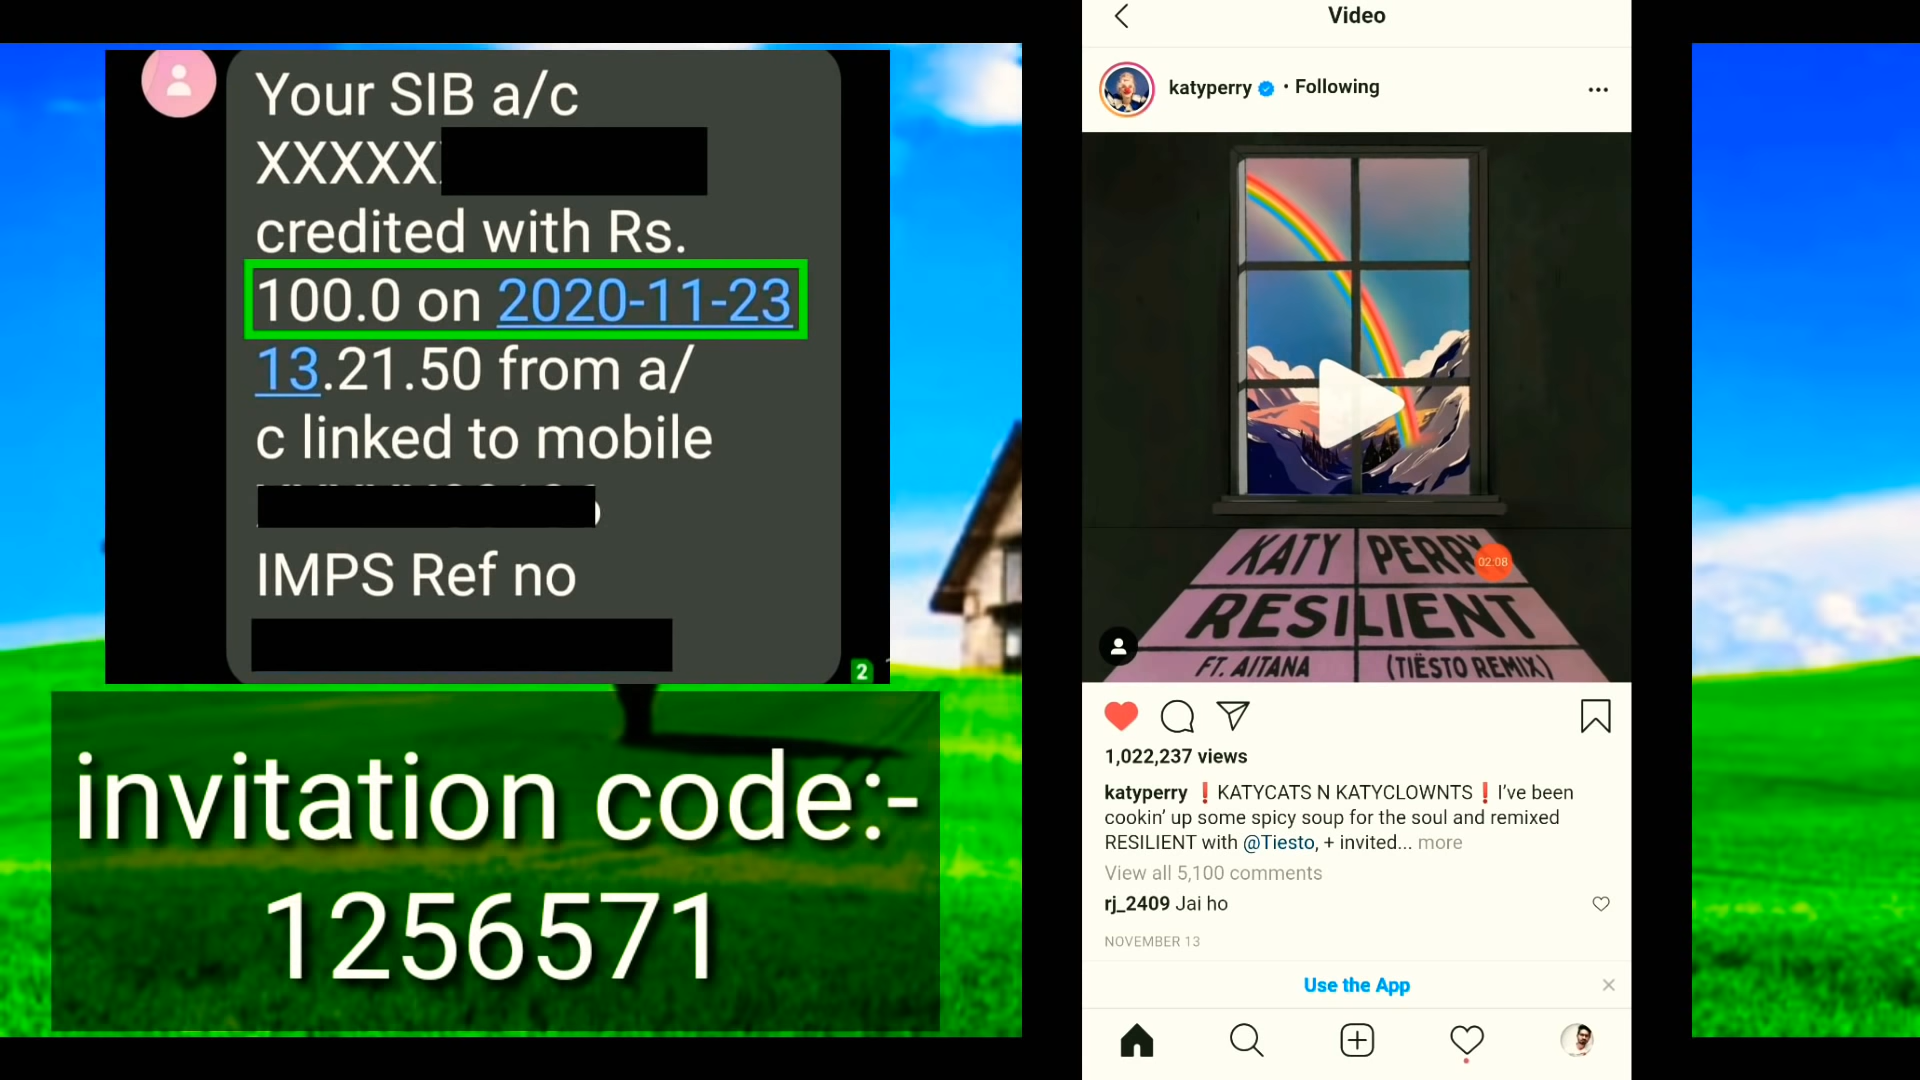 Your SIB a/c
XXXXX
credited with Rs.
100.0 on 2020-11-23
13.21.50 from a/
c linked to mobile
IMPS Ref no
2
invitation code:-
1256571
Video
katyperry • Following
KATY PERRY
02:08
RESILIENT
FT. AITANA (TIËSTO REMIX)
1,022,237 views
katyperry ❗KATYCATS N KATYCLOWNTS❗I've been
cookin' up some spicy soup for the soul and remixed
RESILIENT with @Tiesto, + invited... more
View all 5,100 comments
rj_2409 Jai ho
NOVEMBER 13
Use the App